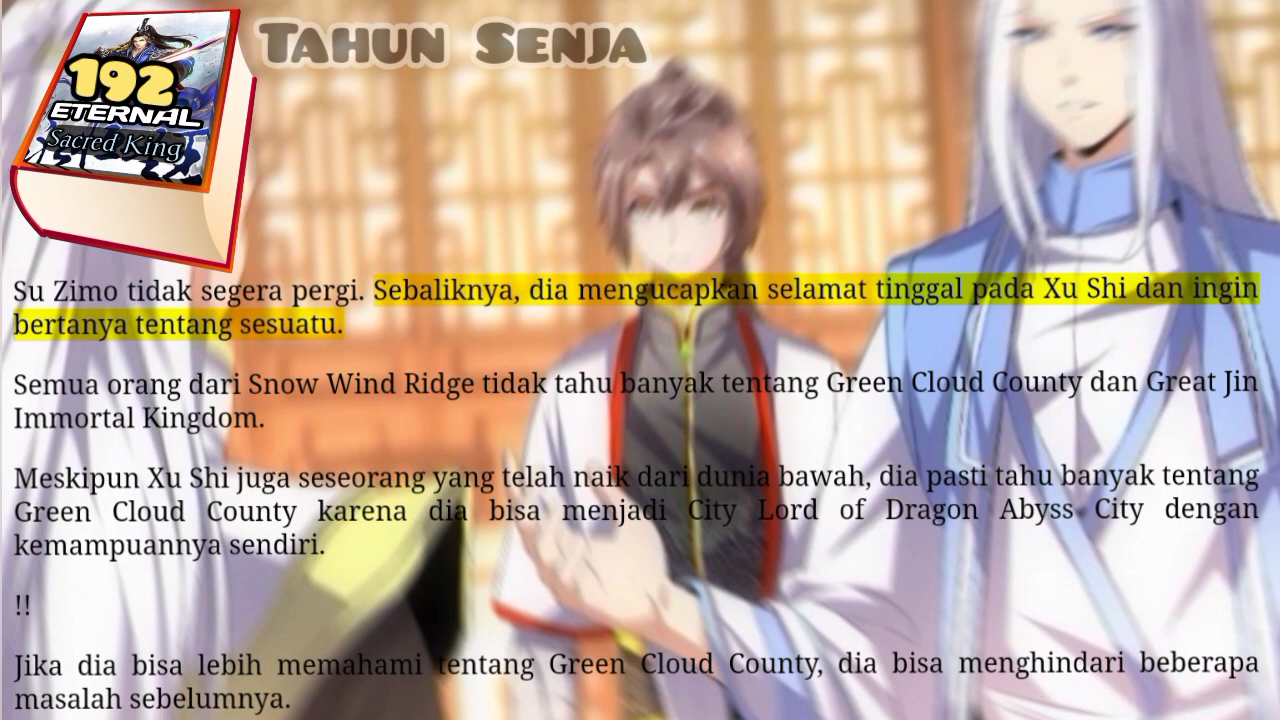 192
ETERNAL
Sacred King
TAHUN SENJA
Su Zimo tidak segera pergi. Sebaliknya, dia mengucapkan selamat tinggal pada Xu Shi dan ingin
bertanya tentang sesuatu.
Semua orang dari Snow Wind Ridge tidak tahu banyak tentang Green Cloud County dan Great Jin
Immortal Kingdom.
Meskipun Xu Shi juga seseorang yang telah naik dari dunia bawah, dia pasti tahu banyak tentang
Green Cloud County karena dia bisa menjadi City Lord of Dragon Abyss City dengan
kemampuannya sendiri.
!!
Jika dia bisa lebih memahami tentang Green Cloud County, dia bisa menghindari beberapa
masalah sebelumnya.